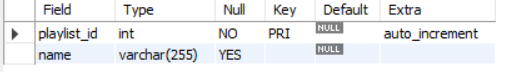 Field Type Null Key Default Extra
playlist_id int NO PRI NULL auto_increment
name varchar(255) YES NULL